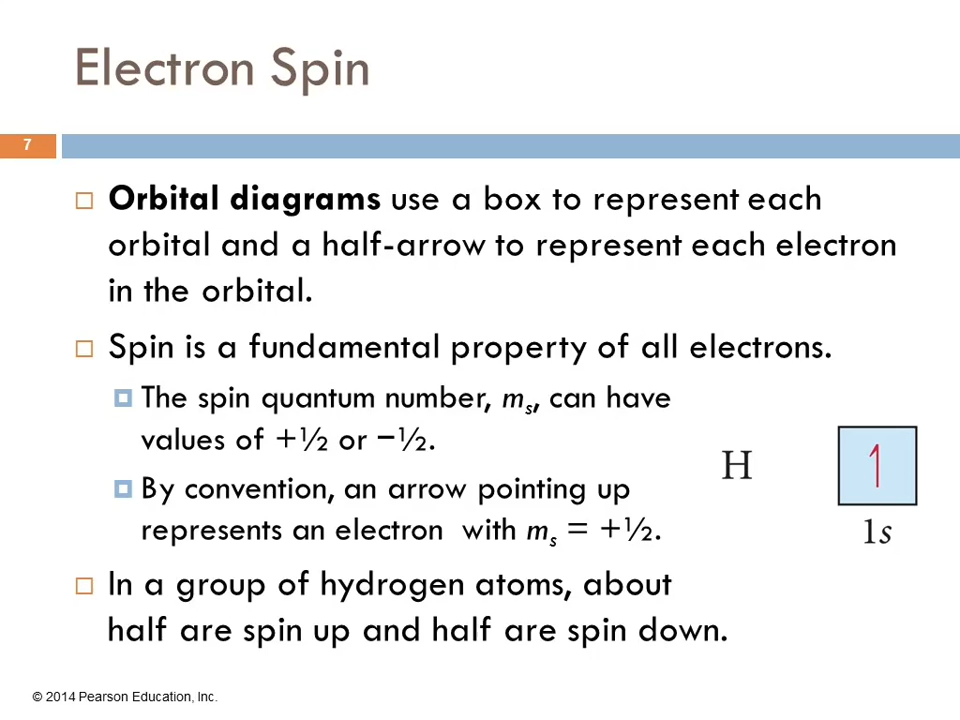 Electron Spin
7
Orbital diagrams use a box to represent each
orbital and a half-arrow to represent each electron
in the orbital.
Spin is a fundamental property of all electrons.
The spin quantum number, mₛ, can have
values of +½ or −½.
By convention, an arrow pointing up
represents an electron with mₛ = +½.
H
1
1s
In a group of hydrogen atoms, about
half are spin up and half are spin down.
© 2014 Pearson Education, Inc.